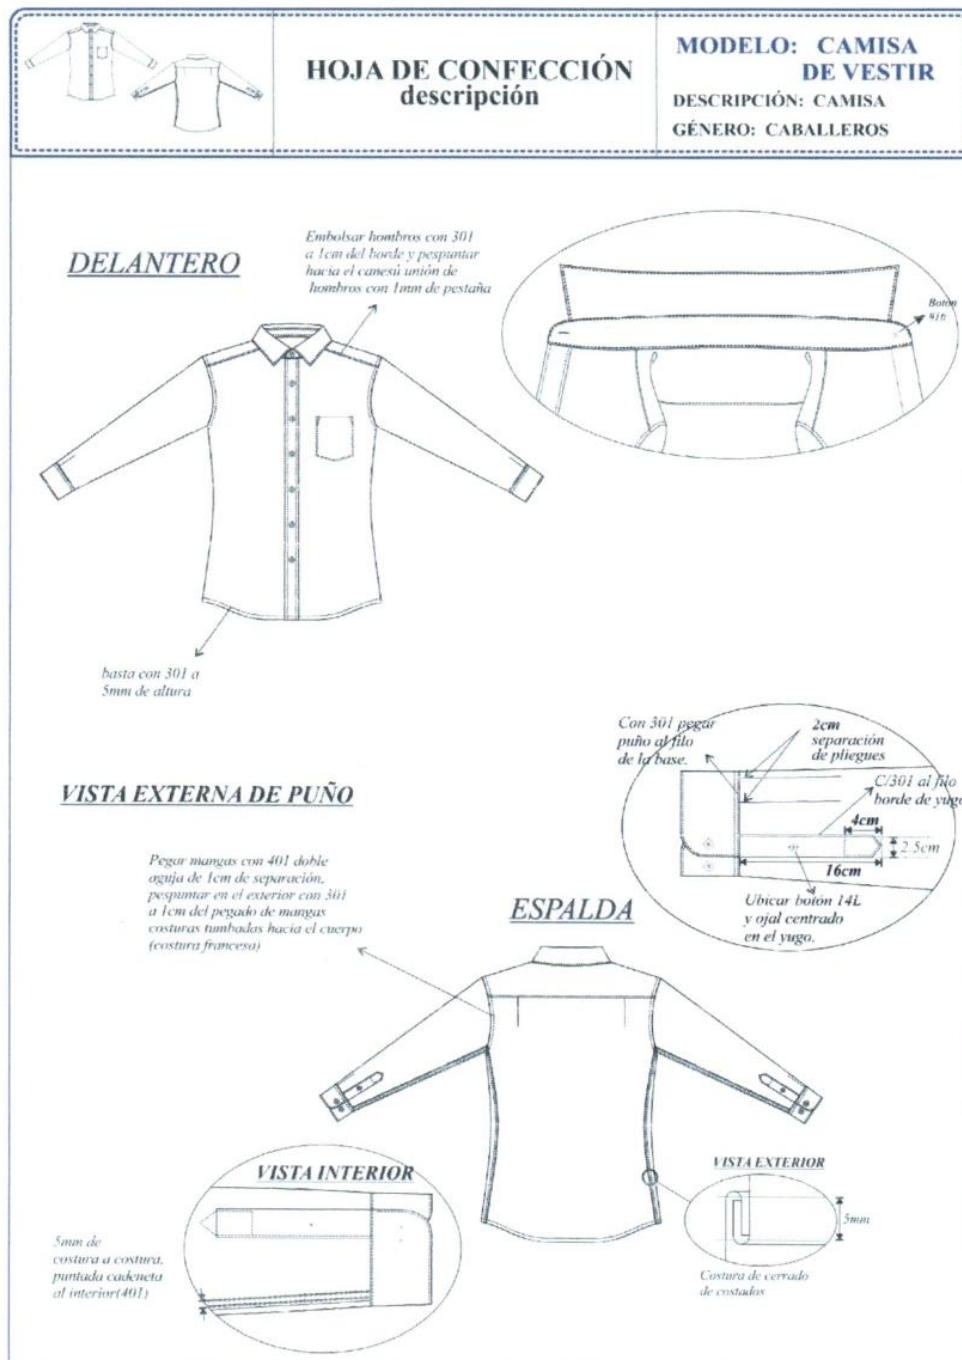 HOJA DE CONFECCIÓN
descripción
MODELO: CAMISA
DE VESTIR
DESCRIPCIÓN: CAMISA
GÉNERO: CABALLEROS
DELANTERO
Embolsar hombros con 301
a 1cm del borde y pespuntar
hacia el canesú unión de
hombros con 1mm de pestaña
Botón
#16
basta con 301 a
5mm de altura
Con 301 pegar
puño al filo
de la base.
2cm
separación
de pliegues
C/301 al filo
borde de yugo
4cm
2.5cm
16cm
Ubicar botón 14L
y ojal centrado
en el yugo.
VISTA EXTERNA DE PUÑO
Pegar mangas con 401 doble
aguja de 1cm de separación,
pespuntar en el exterior con 301
a 1cm del pegado de mangas
costuras tumbadas hacia el cuerpo
(costura francesa)
ESPALDA
VISTA INTERIOR
5mm de
costura a costura,
puntada cadeneta
al interior(401)
VISTA EXTERIOR
5mm
Costura de cerrado
de costados